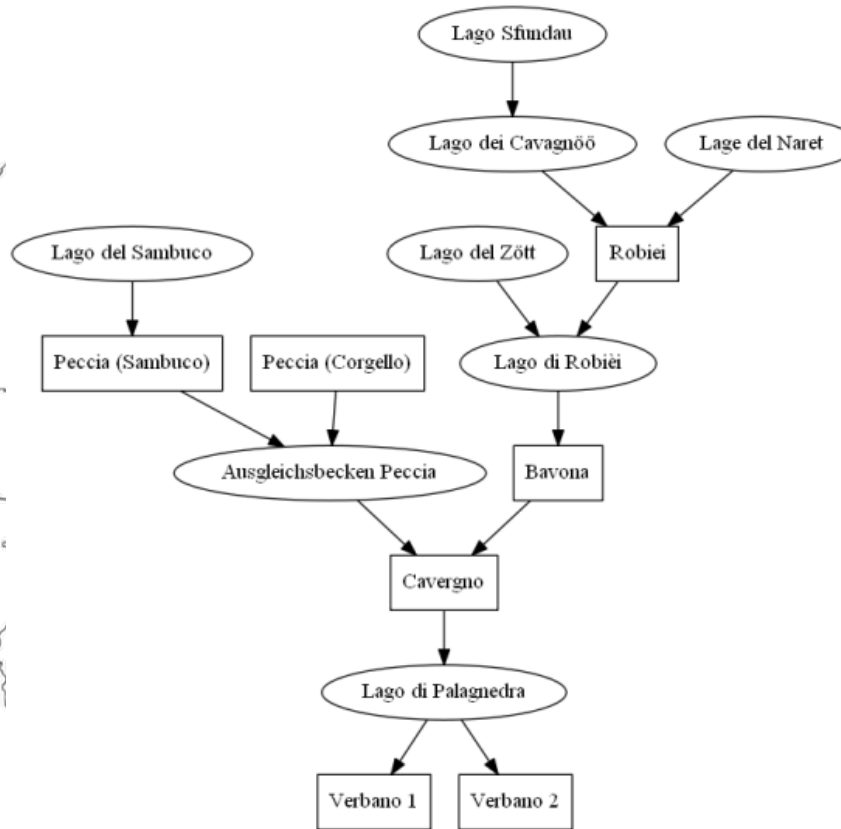 Lago Sfundau
Lago dei Cavagnöö
Lage del Naret
Lago del Sambuco
Lago del Zött
Robiei
Peccia (Sambuco)
Peccia (Corgello)
Lago di Robièi
Ausgleichsbecken Peccia
Bavona
Cavergno
Lago di Palagnedra
Verbano 1
Verbano 2